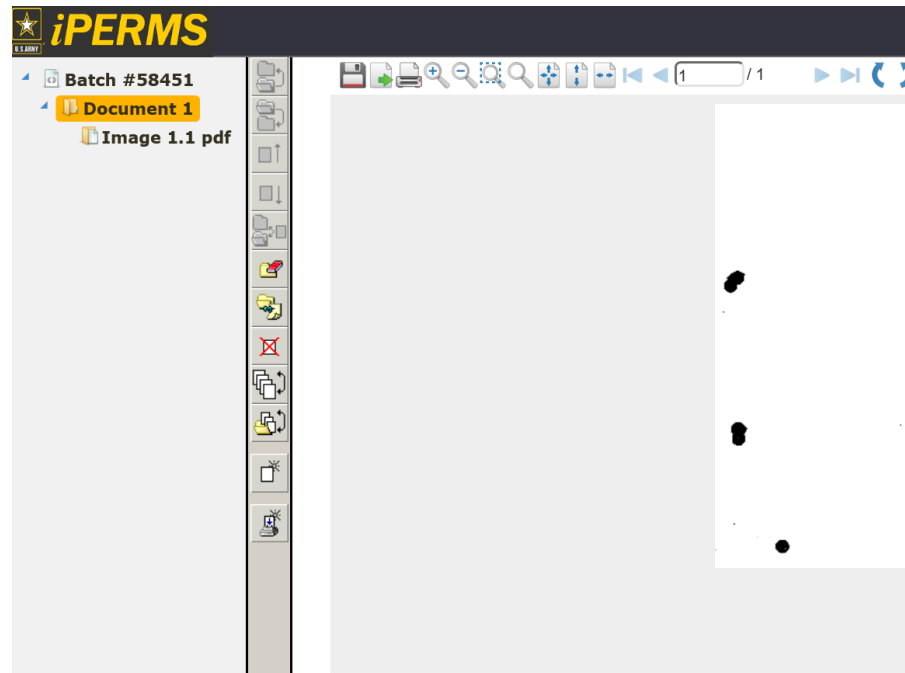 U.S.ARMY
iPERMS
Batch #58451
Document 1
Image 1.1 pdf
1 / 1